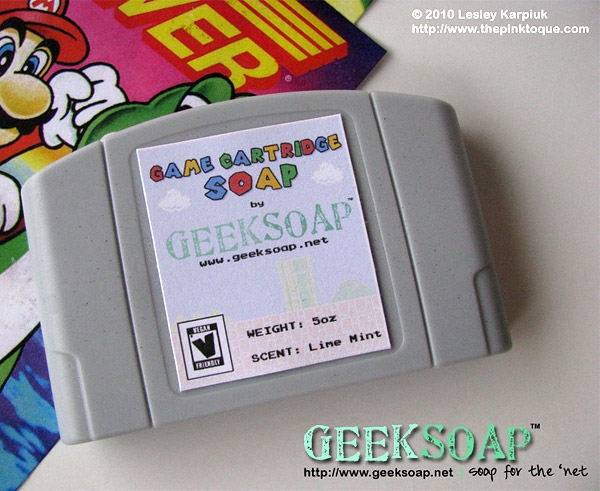 © 2010 Lesley Karpiuk
http://www.thepinktoque.com
GAME CARTRIDGE
SOAP
by
GEEKSOAP™
www.geeksoap.net
VEGAN
V
FRIENDLY
WEIGHT: 5oz
SCENT: Lime Mint
GEEKSOAP™
http://www.geeksoap.net soap for the 'net